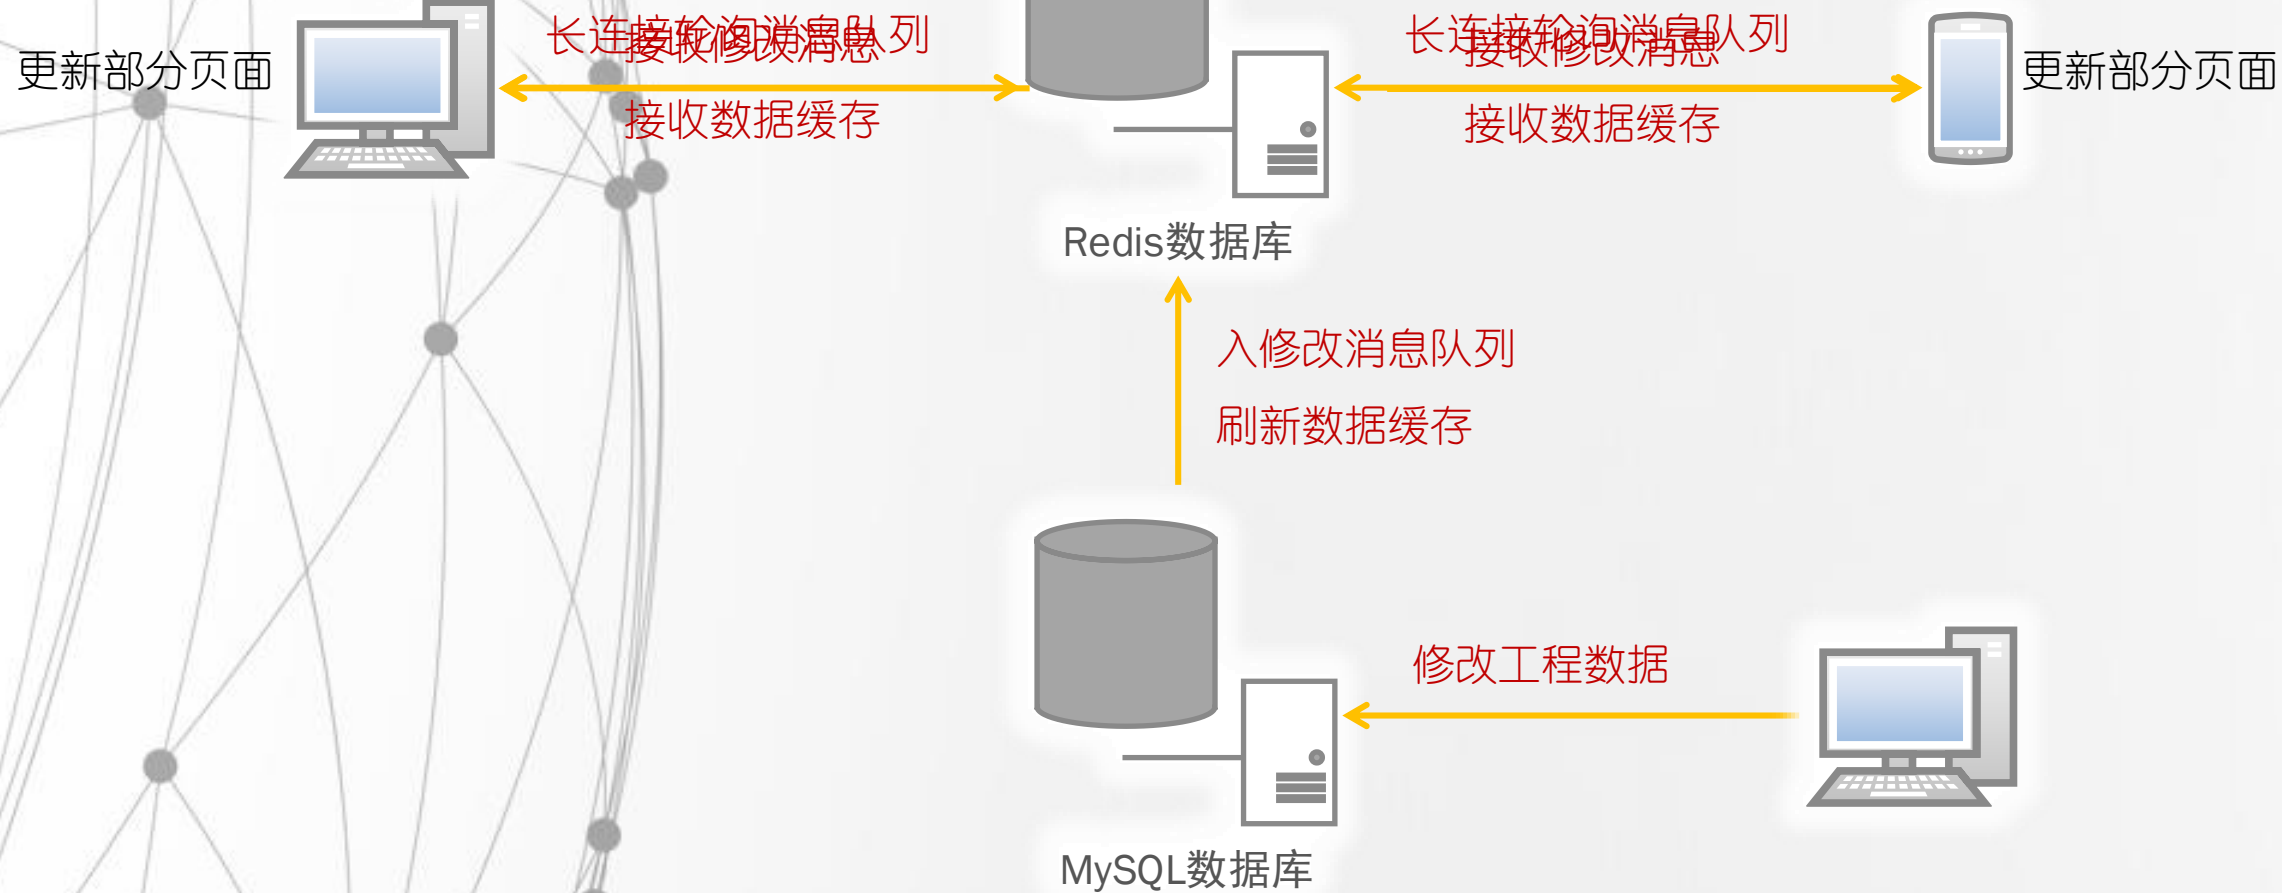 长连接轮询消息队列
接收修改消息
长连接轮询消息队列
接收修改消息
更新部分页面
更新部分页面
接收数据缓存
接收数据缓存
Redis数据库
入修改消息队列
刷新数据缓存
修改工程数据
MySQL数据库